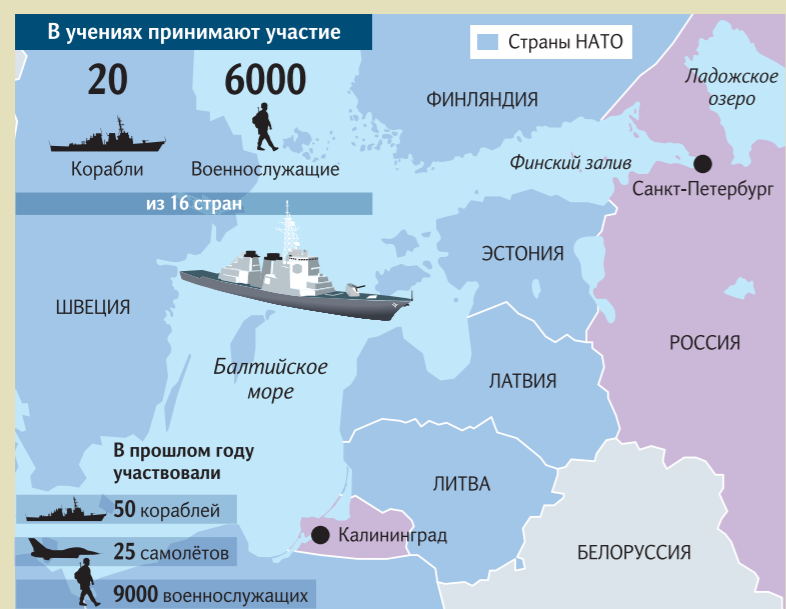 В учениях принимают участие
20
Корабли
6000
Военнослужащие
из 16 стран
Страны НАТО
ФИНЛЯНДИЯ
Ладожское
озеро
Финский залив
Санкт-Петербург
ЭСТОНИЯ
ШВЕЦИЯ
РОССИЯ
Балтийское
море
ЛАТВИЯ
ЛИТВА
Калининград
БЕЛОРУССИЯ
В прошлом году
участвовали
50 кораблей
25 самолётов
9000 военнослужащих